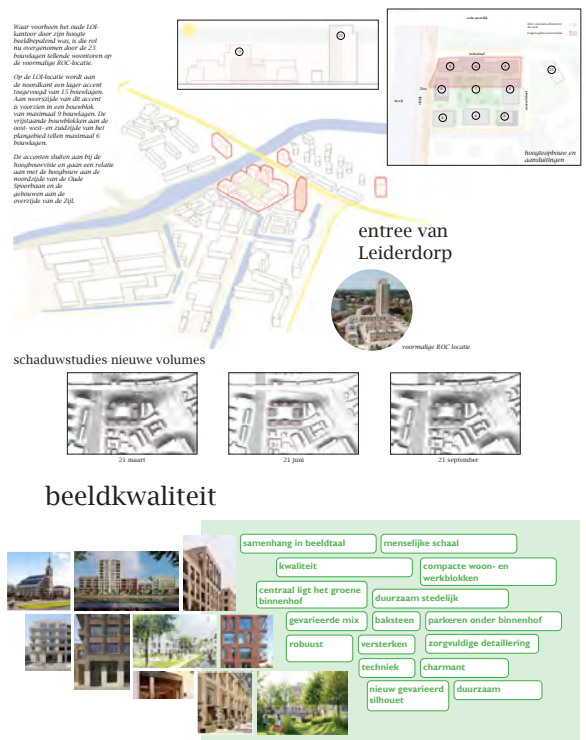 Waar voorheen het oude LOI-
kantoor door zijn hoogte
beeldbepalend was, is die rol
nu overgenomen door de 23
bouwlagen tellende woontoren op
de voormalige ROC-locatie.
Op de LOI-locatie wordt aan
de noordkant een lager accent
toegevoegd van 15 bouwlagen.
Aan weerszijde van dit accent
is voorzien in een bouwblok
van maximaal 9 bouwlagen. De
vrijstaande bouwblokken aan de
oost- west- en zuidzijde van het
plangebied tellen maximaal 6
bouwlagen.
De accenten sluiten aan bij de
hoogbouwvisie en gaan een relatie
aan met de hoogbouw aan de
noordzijde van de Oude
Spoorbaan en de
gebouwen aan de
overzijde van de Zijl.
hoogteopbouw en
aansluitingen
entree van
Leiderdorp
voormalige ROC locatie
schaduwstudies nieuwe volumes
21 maart
21 juni
21 september
beeldkwaliteit
samenhang in beeldtaal
menselijke schaal
kwaliteit
compacte woon- en
werkblokken
centraal ligt het groene
binnenhof
duurzaam stedelijk
gevarieerde mix
baksteen
parkeren onder binnenhof
robuust
versterken
zorgvuldige detaillering
techniek
charmant
nieuw gevarieerd
silhouet
duurzaam